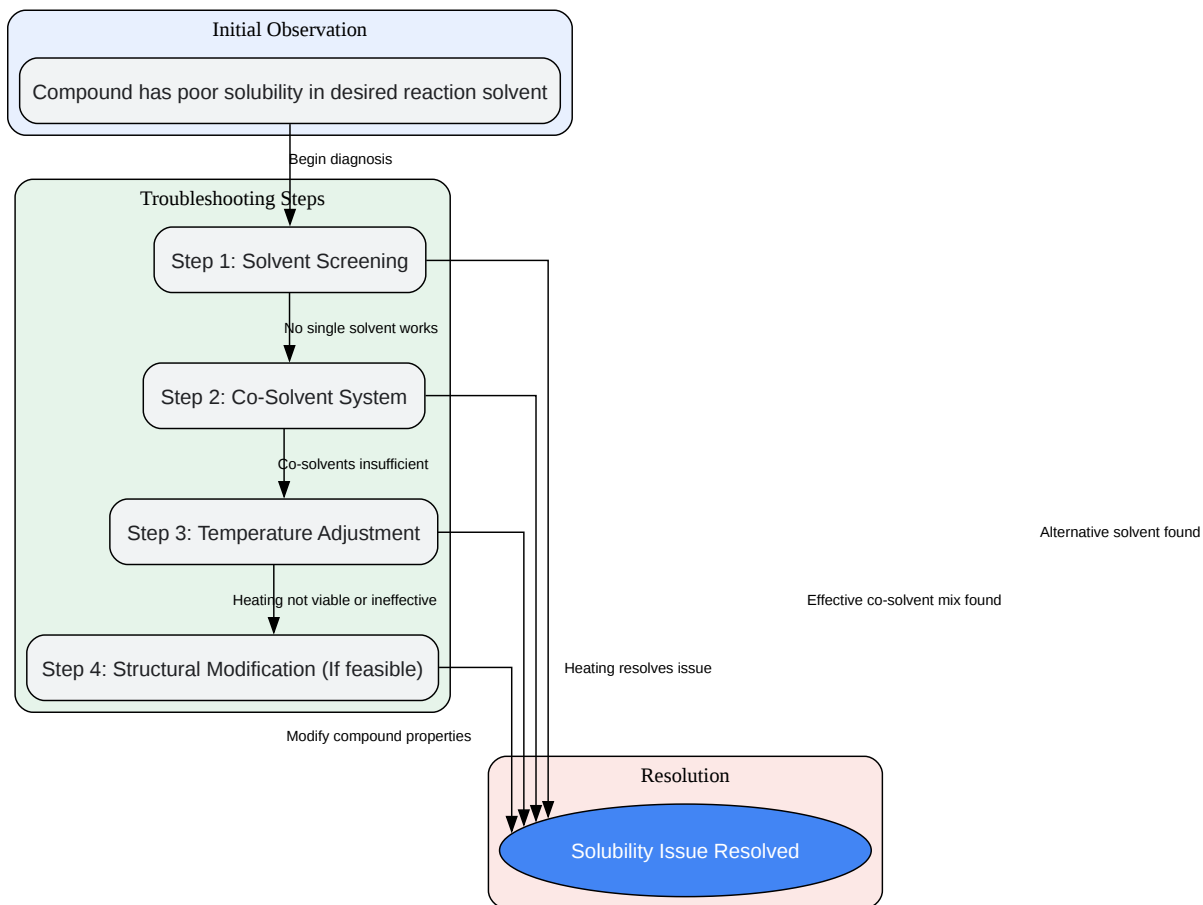 Initial Observation
Compound has poor solubility in desired reaction solvent
Begin diagnosis
Troubleshooting Steps
Step 1: Solvent Screening
No single solvent works
Step 2: Co-Solvent System
Co-solvents insufficient
Step 3: Temperature Adjustment
Alternative solvent found
Heating not viable or ineffective
Effective co-solvent mix found
Step 4: Structural Modification (If feasible)
Heating resolves issue
Modify compound properties
Resolution
Solubility Issue Resolved